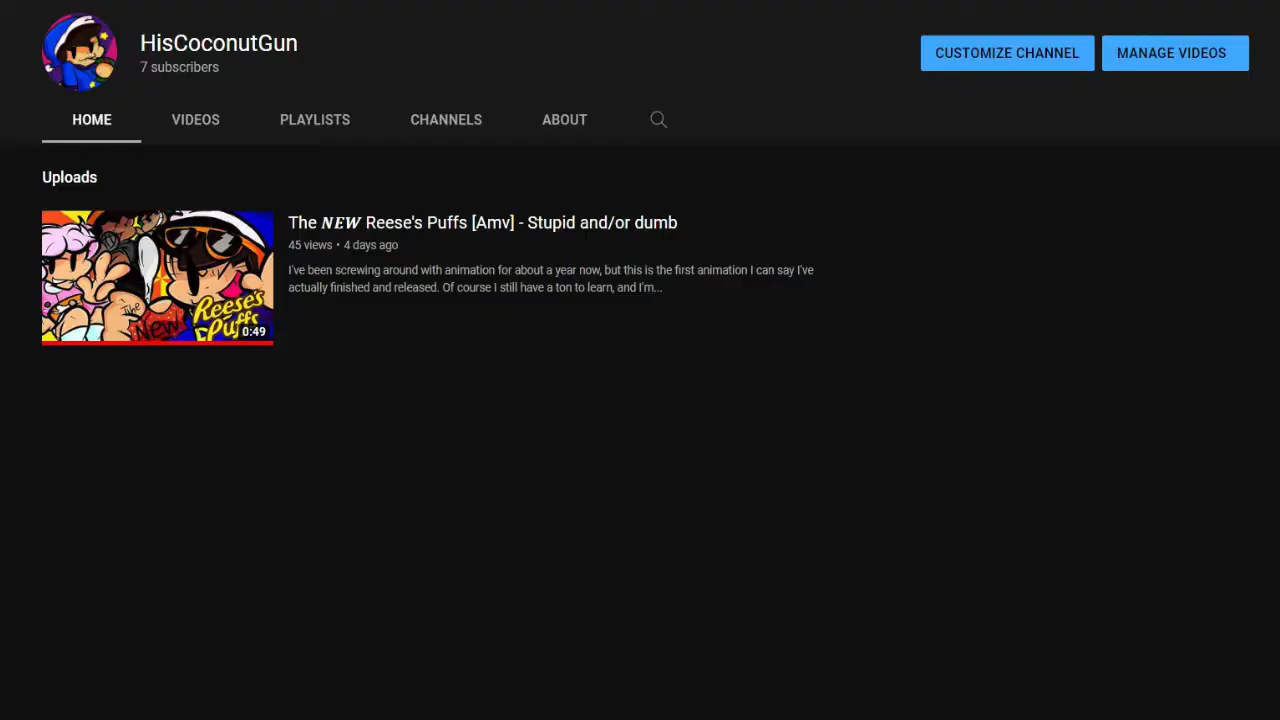 HisCoconutGun
7 subscribers
CUSTOMIZE CHANNEL
MANAGE VIDEOS
HOME
VIDEOS
PLAYLISTS
CHANNELS
ABOUT
Uploads
The
New
Reese's
Puffs
0:49
The NEW Reese's Puffs [Amv] - Stupid and/or dumb
45 views • 4 days ago
I've been screwing around with animation for about a year now, but this is the first animation I can say I've
actually finished and released. Of course I still have a ton to learn, and I'm...